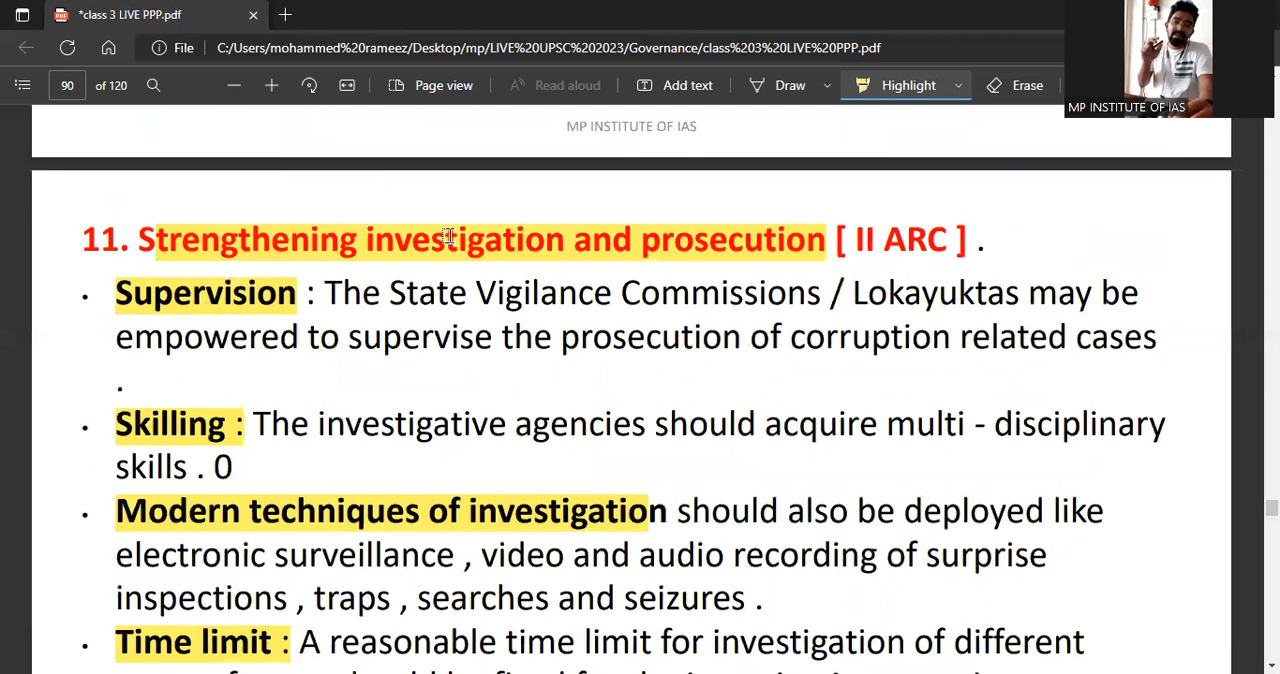 *class 3 LIVE PPP.pdf
File C:/Users/mohammed%20rameez/Desktop/mp/LIVE%20UPSC%202023/Governance/class%203%20LIVE%20PPP.pdf
90 of 120 Page view Read aloud Add text Draw Highlight Erase
MP INSTITUTE OF IAS
MP INSTITUTE OF IAS
11. Strengthening investigation and prosecution [ II ARC ] .
• Supervision : The State Vigilance Commissions / Lokayuktas may be
empowered to supervise the prosecution of corruption related cases
.
• Skilling : The investigative agencies should acquire multi - disciplinary
skills . 0
• Modern techniques of investigation should also be deployed like
electronic surveillance , video and audio recording of surprise
inspections , traps , searches and seizures .
• Time limit : A reasonable time limit for investigation of different